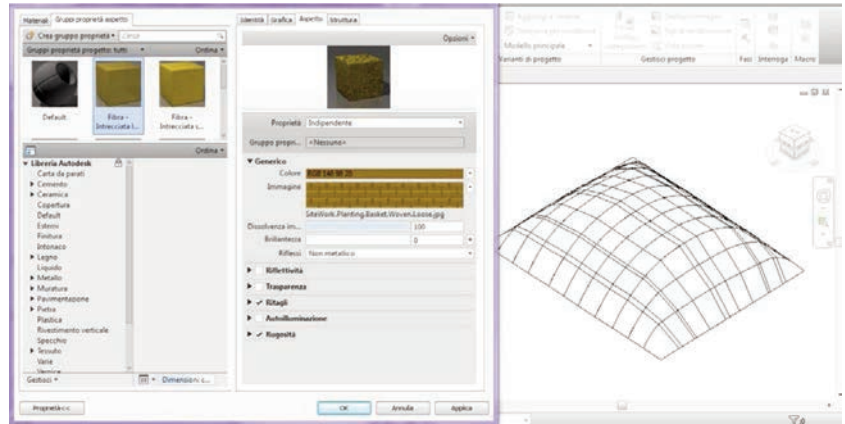 Materiali Gruppi proprietà aspetto
Crea gruppo proprietà Cerca
Gruppi proprietà progetto: tutti Ordina
Default
Fibra - Intrecciata l...
Fibra - Intrecciata s...
Ordina
Libreria Autodesk
Carta da parati
Cemento
Ceramica
Copertura
Default
Esterni
Finitura
Intonaco
Legno
Liquido
Metallo
Muratura
Pavimentazione
Pietra
Plastica
Rivestimento verticale
Specchio
Tessuto
Varie
Vernice
Gestisci
Dimensioni c...
Proprietà<<
Identità Grafica Aspetto Struttura
Opzioni
Proprietà Indipendente
Gruppo propri... <Nessuno>
Generico
Colore RGB 140 98 20
Immagine
SiteWork.Planting.Basket.Woven.Loose.jpg
Dissolvenza im... 100
Brillantezza 0
Riflessi Non metallico
Riflettività
Trasparenza
Ritagli
Autoilluminazione
Rugosità
OK Annulla Applica
Modello principale
Varianti di progetto Gestisci progetto Fasi Interroga Macro